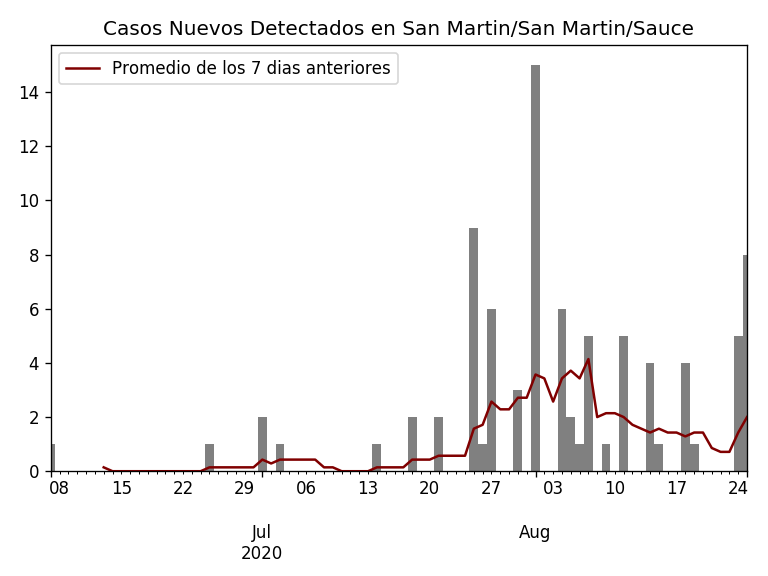 Casos Nuevos Detectados en San Martin/San Martin/Sauce
Promedio de los 7 dias anteriores
14
12
10
8
6
4
2
0
08 15 22 29 06 13 20 27 03 10 17 24
Jul Aug
2020